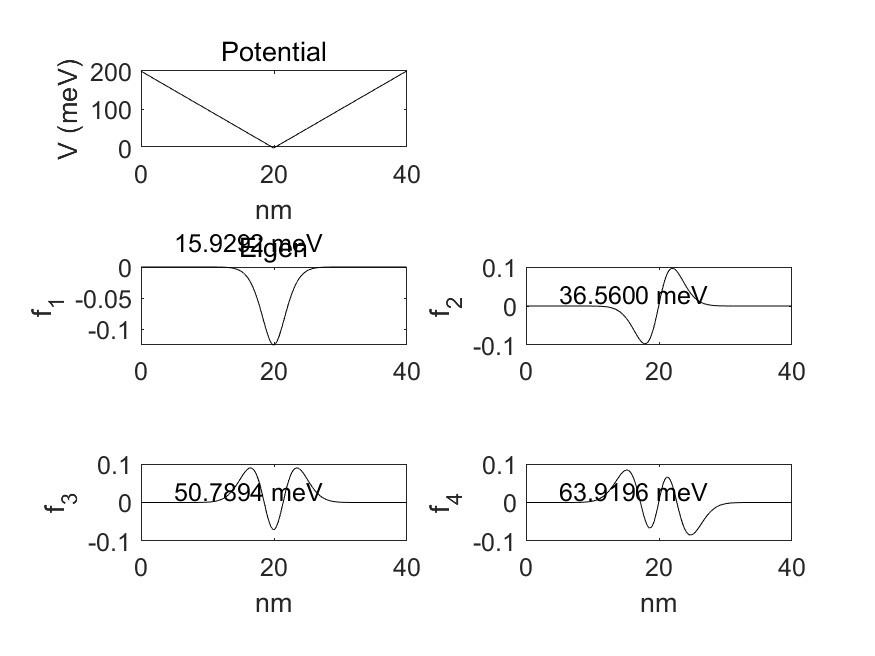 Potential
V (meV)
200
100
0
0 20 40
nm
15.9292 meV
Eigen
f1
0
-0.05
-0.1
0 20 40
f2
0.1
0
-0.1
36.5600 meV
0 20 40
f3
0.1
0
-0.1
50.7894 meV
0 20 40
nm
f4
0.1
0
-0.1
63.9196 meV
0 20 40
nm